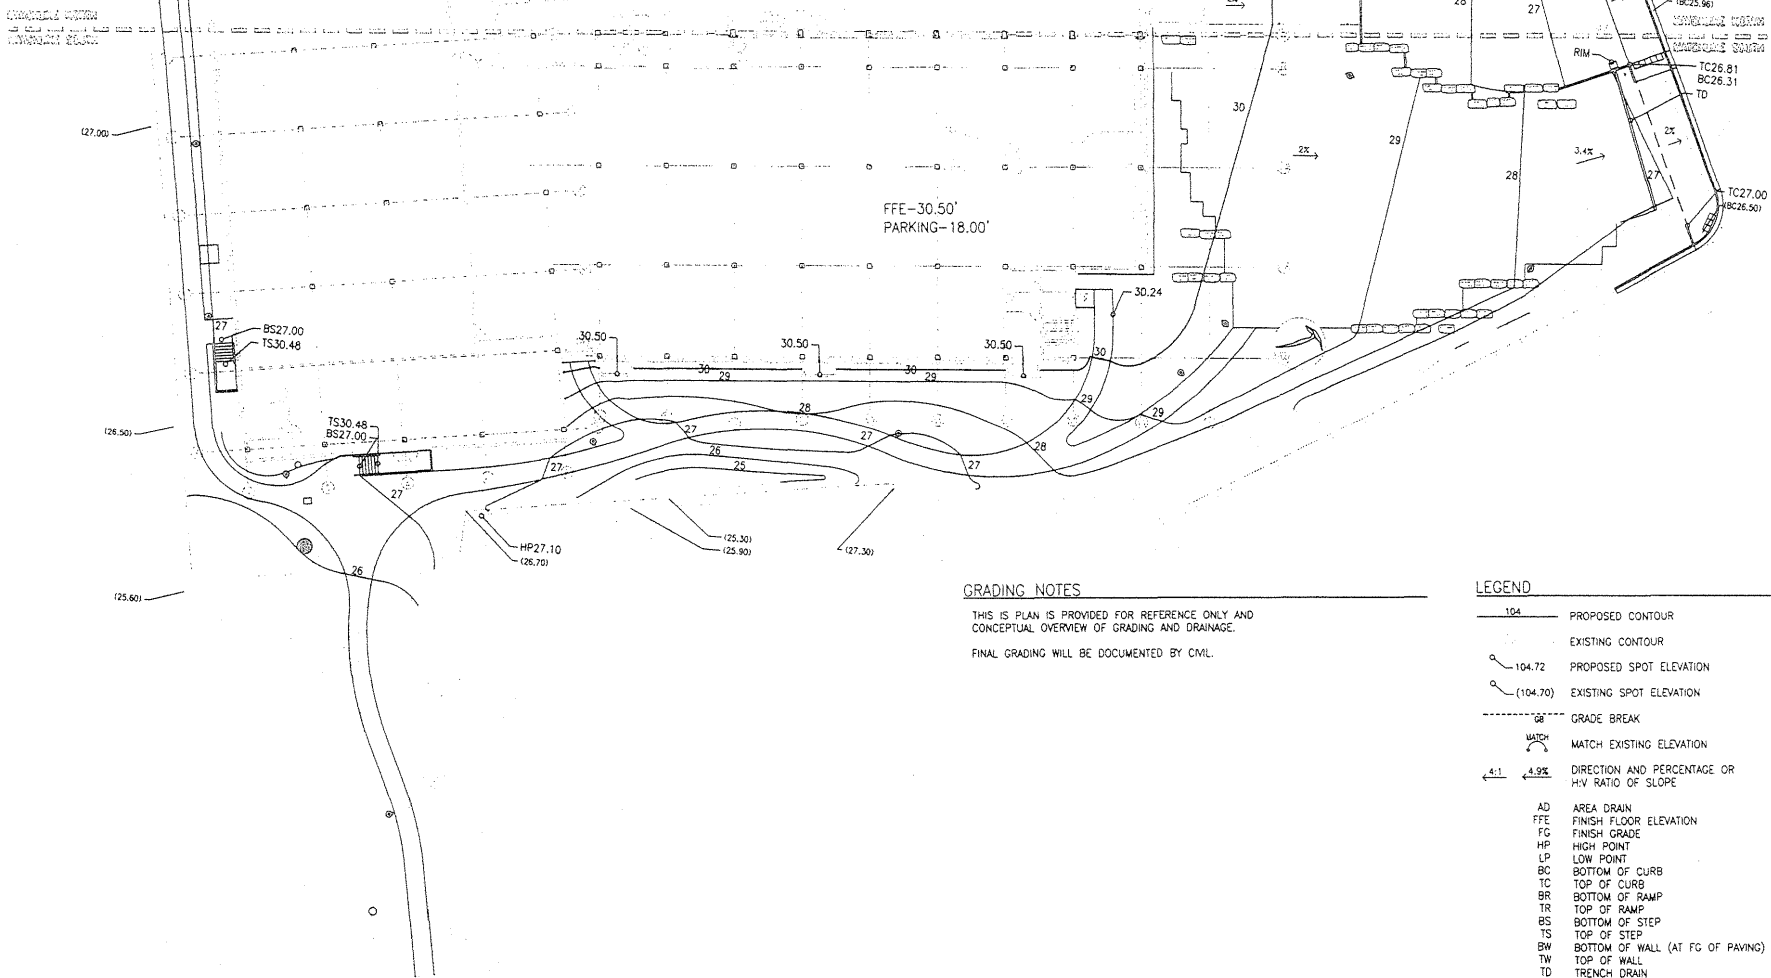 28
27
(BC25.96)
RIM
TC26.81
BC26.31
TD
30
29
28
2%
3.4%
2%
27
TC27.00
(BC26.50)
(27.00)
FFE-30.50'
PARKING-18.00'
30.24
27
BS27.00
TS30.48
30.50
30.50
30.50
30
30
30
29
29
29
29
28
28
TS30.48
BS27.00
(26.50)
27
27
27
27
27
26
25
HP27.10
(26.70)
(25.30)
(25.90)
(27.30)
26
(25.60)
GRADING NOTES
THIS IS PLAN IS PROVIDED FOR REFERENCE ONLY AND
CONCEPTUAL OVERVIEW OF GRADING AND DRAINAGE.
FINAL GRADING WILL BE DOCUMENTED BY CIVIL.
LEGEND
104 PROPOSED CONTOUR
EXISTING CONTOUR
104.72 PROPOSED SPOT ELEVATION
(104.70) EXISTING SPOT ELEVATION
GB GRADE BREAK
MATCH MATCH EXISTING ELEVATION
4:1 4.9% DIRECTION AND PERCENTAGE OR
H:V RATIO OF SLOPE
AD AREA DRAIN
FFE FINISH FLOOR ELEVATION
FG FINISH GRADE
HP HIGH POINT
LP LOW POINT
BC BOTTOM OF CURB
TC TOP OF CURB
BR BOTTOM OF RAMP
TR TOP OF RAMP
BS BOTTOM OF STEP
TS TOP OF STEP
BW BOTTOM OF WALL (AT FG OF PAVING)
TW TOP OF WALL
TD TRENCH DRAIN